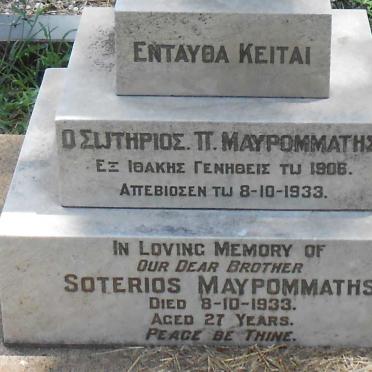 ΕΝΤΑΥΘΑ ΚΕΙΤΑΙ
Ο ΣΩΤΗΡΙΟΣ. Π. ΜΑΥΡΟΜΜΑΤΗΣ
ΕΞ ΙΘΑΚΗΣ ΓΕΝΗΘΕΙΣ ΤΩ 1906.
ΑΠΕΒΙΩΣΕΝ ΤΩ 8-10-1933.
IN LOVING MEMORY OF
OUR DEAR BROTHER
SOTERIOS MAYROMMATHS
DIED 8-10-1933.
AGED 27 YEARS.
PEACE BE THINE.